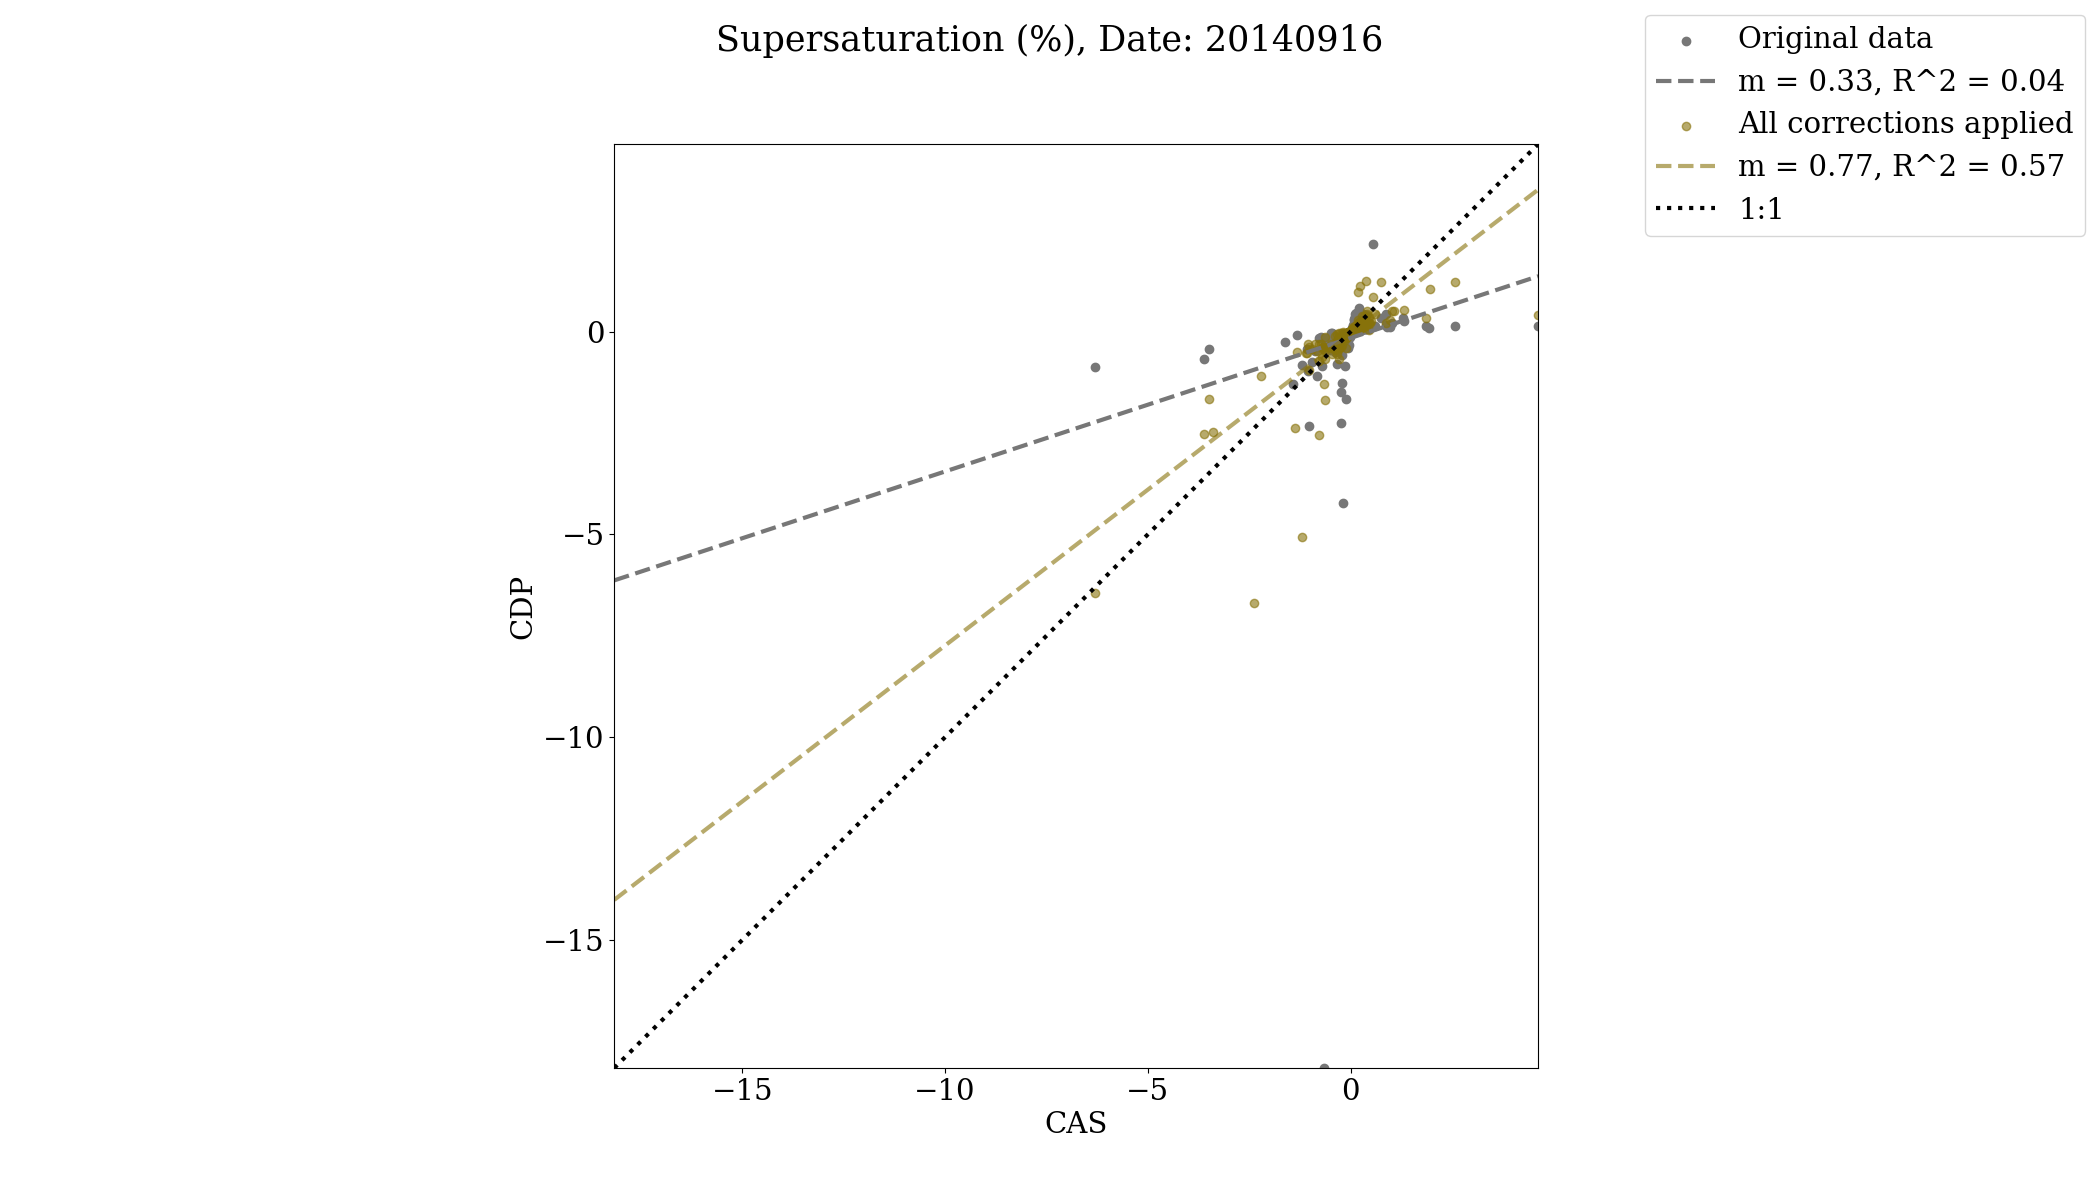 Supersaturation (%), Date: 20140916
Original data
m = 0.33, R^2 = 0.04
All corrections applied
m = 0.77, R^2 = 0.57
1:1
0
−5
−10
−15
CDP
−15
−10
−5
0
CAS